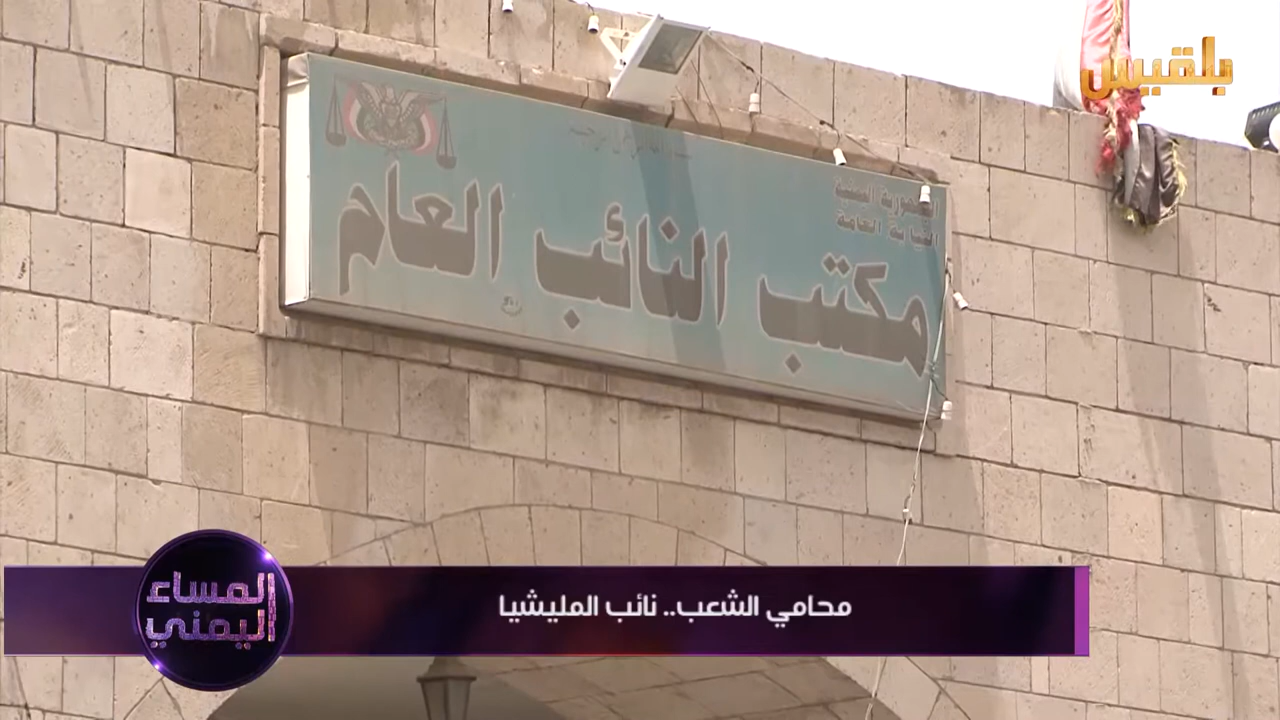 بلقيس
الجمهورية اليمنية
النيابة العامة
مكتب النائب العام
محامي الشعب.. نائب المليشيا
المساء
اليمني